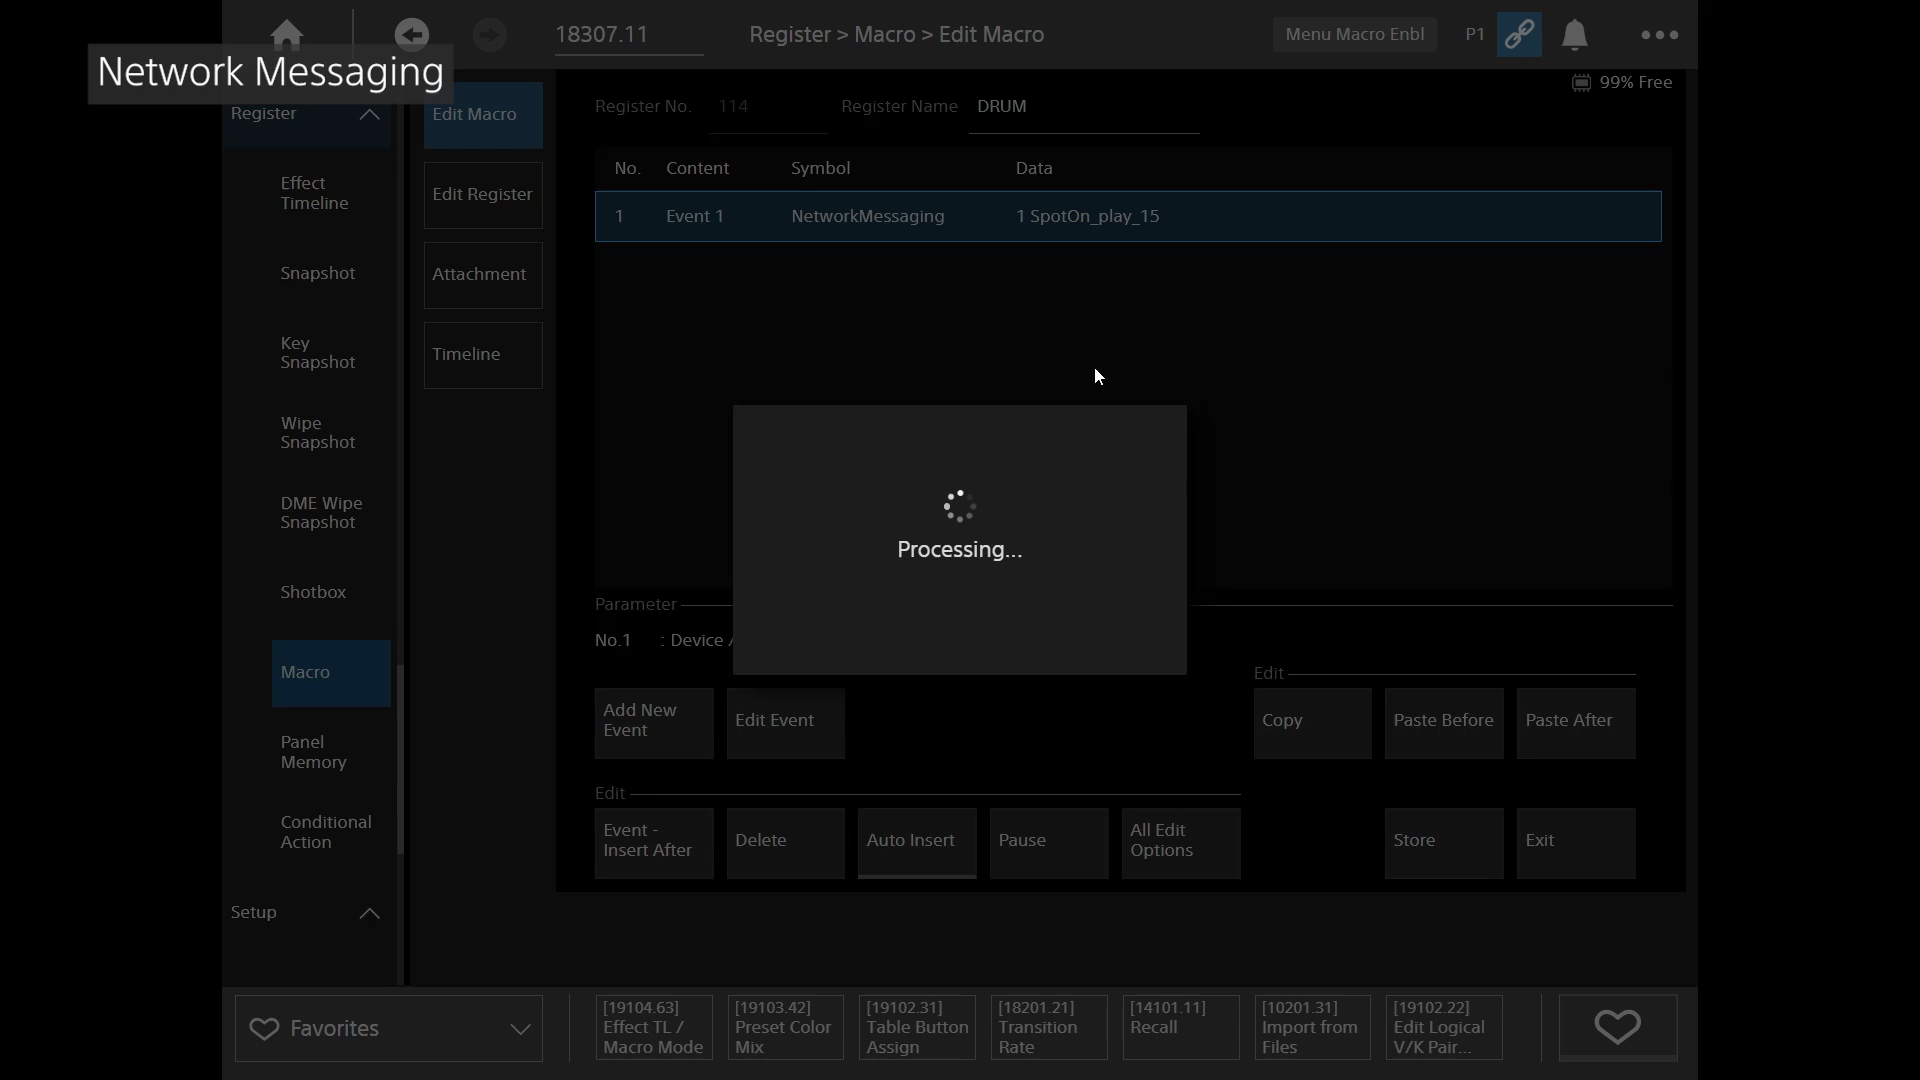 18307.11
Register > Macro > Edit Macro
Menu Macro Enbl
P1
Network Messaging
99% Free
Register
Effect
Timeline
Snapshot
Key
Snapshot
Wipe
Snapshot
DME Wipe
Snapshot
Shotbox
Macro
Panel
Memory
Conditional
Action
Setup
Edit Macro
Edit Register
Attachment
Timeline
Register No. 114 Register Name DRUM
No. Content Symbol Data
1 Event 1 NetworkMessaging 1 SpotOn_play_15
Processing...
Parameter
No.1 : Device /
Edit
Add New
Event
Edit Event
Copy
Paste Before
Paste After
Edit
Event -
Insert After
Delete
Auto Insert
Pause
All Edit
Options
Store
Exit
Favorites
[19104.63]
Effect TL /
Macro Mode
[19103.42]
Preset Color
Mix
[19102.31]
Table Button
Assign
[18201.21]
Transition
Rate
[14101.11]
Recall
[10201.31]
Import from
Files
[19102.22]
Edit Logical
V/K Pair...